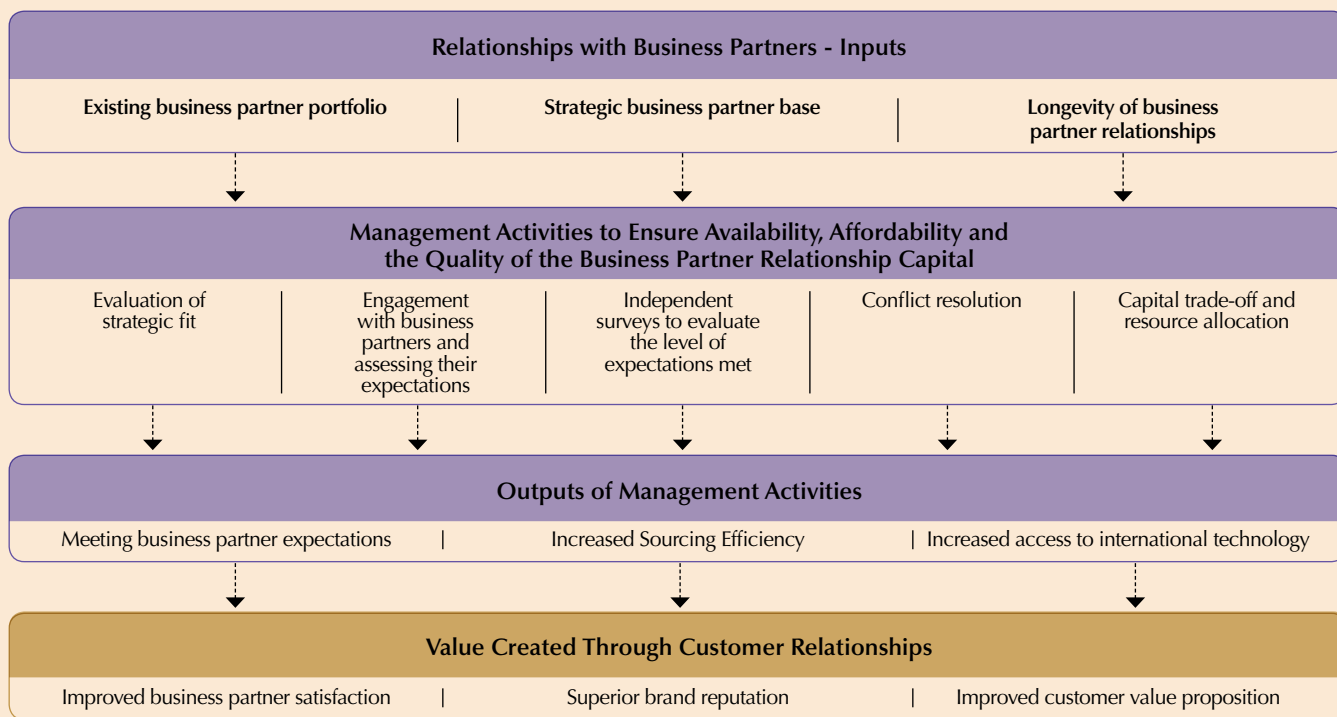 Relationships with Business Partners - Inputs
Existing business partner portfolio
Strategic business partner base
Longevity of business
partner relationships
Management Activities to Ensure Availability, Affordability and
the Quality of the Business Partner Relationship Capital
Evaluation of
strategic fit
Engagement
with business
partners and
assessing their
expectations
Independent
surveys to evaluate
the level of
expectations met
Conflict resolution
Capital trade-off and
resource allocation
Outputs of Management Activities
Meeting business partner expectations
Increased Sourcing Efficiency
Increased access to international technology
Value Created Through Customer Relationships
Improved business partner satisfaction
Superior brand reputation
Improved customer value proposition